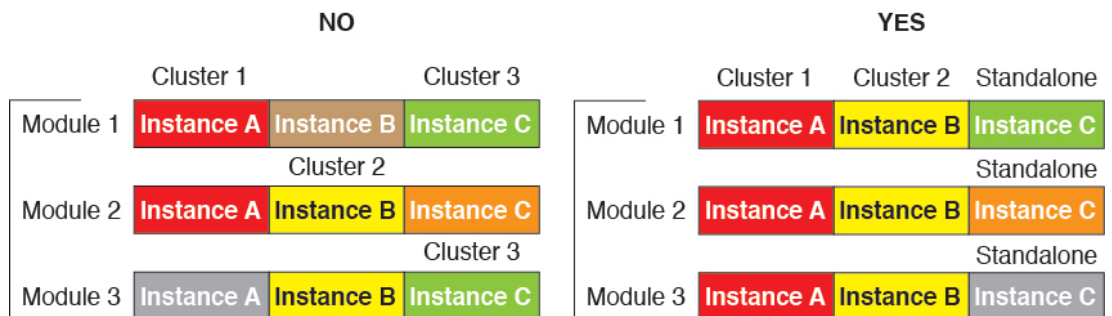 NO
Cluster 1 Cluster 3
Module 1 Instance A Instance B Instance C
Cluster 2
Module 2 Instance A Instance B Instance C
Cluster 3
Module 3 Instance A Instance B Instance C
YES
Cluster 1 Cluster 2 Standalone
Module 1 Instance A Instance B Instance C
Standalone
Module 2 Instance A Instance B Instance C
Standalone
Module 3 Instance A Instance B Instance C